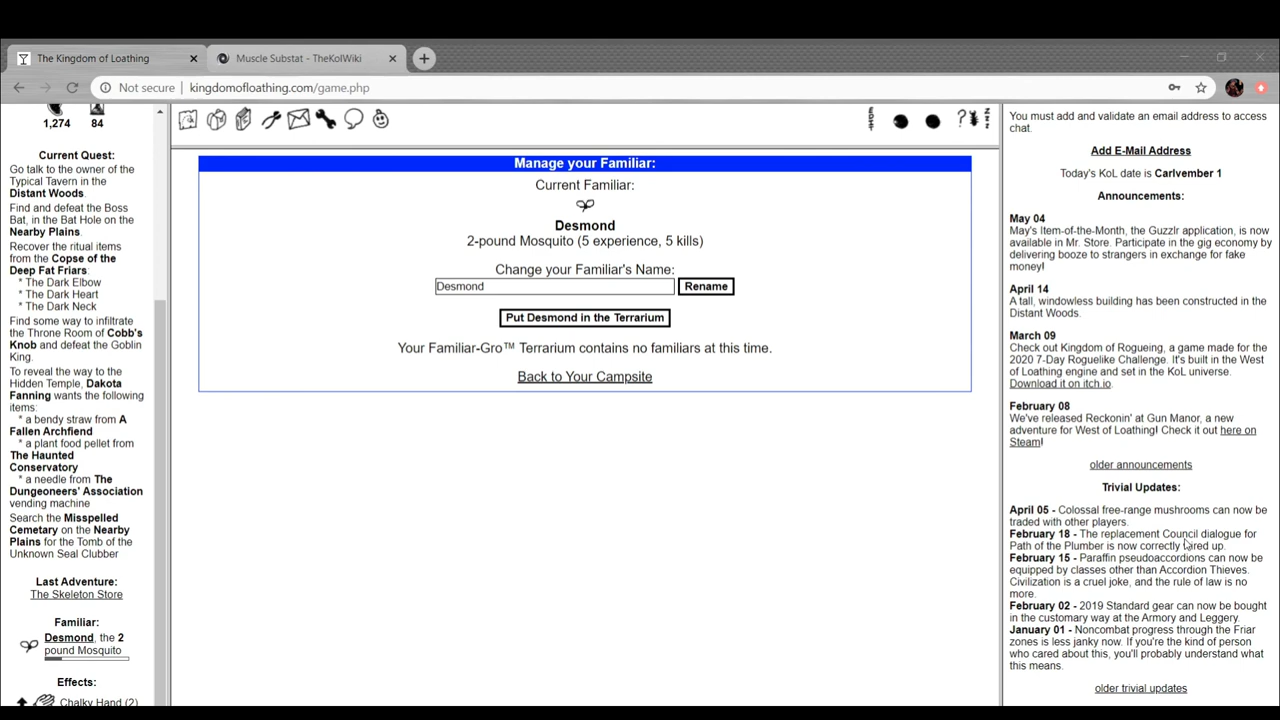 The Kingdom of Loathing
Muscle Substat - TheKolWiki
Not secure
kingdomofloathing.com/game.php
1,274
84
Current Quest:
Go talk to the owner of the
Typical Tavern in the
Distant Woods.
Find and defeat the Boss
Bat, in the Bat Hole on the
Nearby Plains.
Recover the ritual items
from the Copse of the
Deep Fat Friars:
* The Dark Elbow
* The Dark Heart
* The Dark Neck
Find some way to infiltrate
the Throne Room of Cobb's
Knob and defeat the Goblin
King.
To reveal the way to the
Hidden Temple, Dakota
Fanning wants the following
items:
* a bendy straw from A
Fallen Archfiend
* a plant food pellet from
The Haunted
Conservatory
* a needle from The
Dungeoneers' Association
vending machine
Search the Misspelled
Cemetary on the Nearby
Plains for the Tomb of the
Unknown Seal Clubber
Last Adventure:
The Skeleton Store
Familiar:
Desmond, the 2
pound Mosquito
Effects:
Chalky Hand (2)
Manage your Familiar:
Current Familiar:
Desmond
2-pound Mosquito (5 experience, 5 kills)
Change your Familiar's Name:
Desmond
Rename
Put Desmond in the Terrarium
Your Familiar-Gro™ Terrarium contains no familiars at this time.
Back to Your Campsite
You must add and validate an email address to access
chat.
Add E-Mail Address
Today's KoL date is Carlvember 1
Announcements:
May 04
May's Item-of-the-Month, the Guzzlr application, is now
available in Mr. Store. Participate in the gig economy by
delivering booze to strangers in exchange for fake
money!
April 14
A tall, windowless building has been constructed in the
Distant Woods.
March 09
Check out Kingdom of Rogueing, a game made for the
2020 7-Day Roguelike Challenge. It's built in the West
of Loathing engine and set in the KoL universe.
Download it on itch.io.
February 08
We've released Reckonin' at Gun Manor, a new
adventure for West of Loathing! Check it out here on
Steam!
older announcements
Trivial Updates:
April 05 - Colossal free-range mushrooms can now be
traded with other players.
February 18 - The replacement Council dialogue for
Path of the Plumber is now correctly wired up.
February 15 - Paraffin pseudoaccordions can now be
equipped by classes other than Accordion Thieves.
Civilization is a cruel joke, and the rule of law is no
more.
February 02 - 2019 Standard gear can now be bought
in the customary way at the Armory and Leggery.
January 01 - Noncombat progress through the Friar
zones is less janky now. If you're the kind of person
who cared about this, you'll probably understand what
this means.
older trivial updates